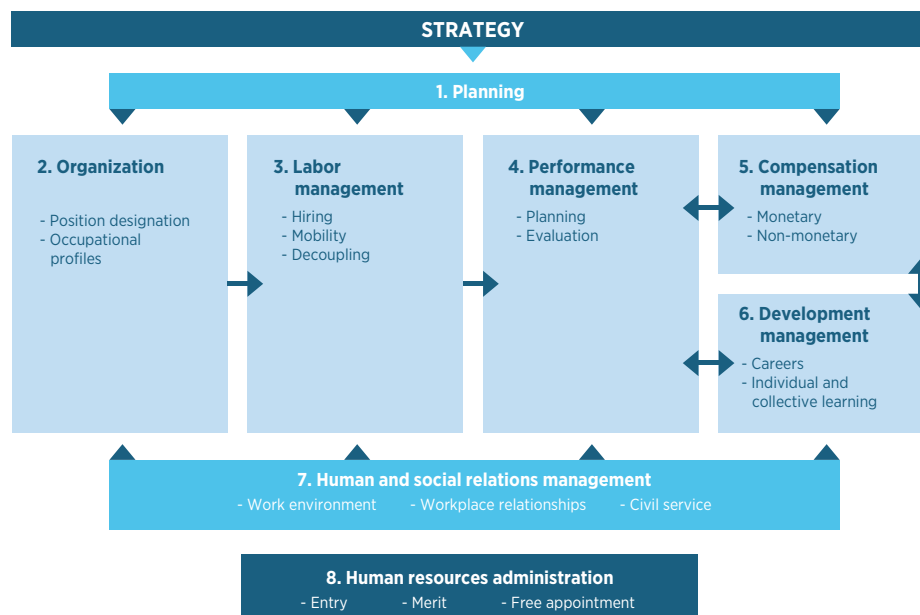 STRATEGY
1. Planning
2. Organization
- Position designation
- Occupational
profiles
3. Labor
management
- Hiring
- Mobility
- Decoupling
4. Performance
management
- Planning
- Evaluation
5. Compensation
management
- Monetary
- Non-monetary
6. Development
management
- Careers
- Individual and
collective learning
7. Human and social relations management
- Work environment - Workplace relationships - Civil service
8. Human resources administration
- Entry - Merit - Free appointment